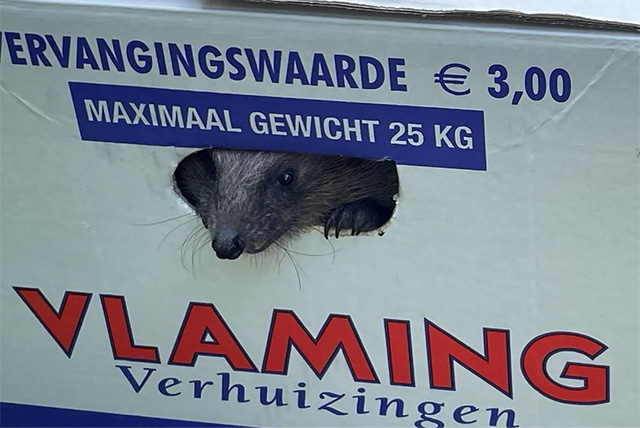 VERVANGINGSWAARDE € 3,00
MAXIMAAL GEWICHT 25 KG
VLAMING
Verhuizingen